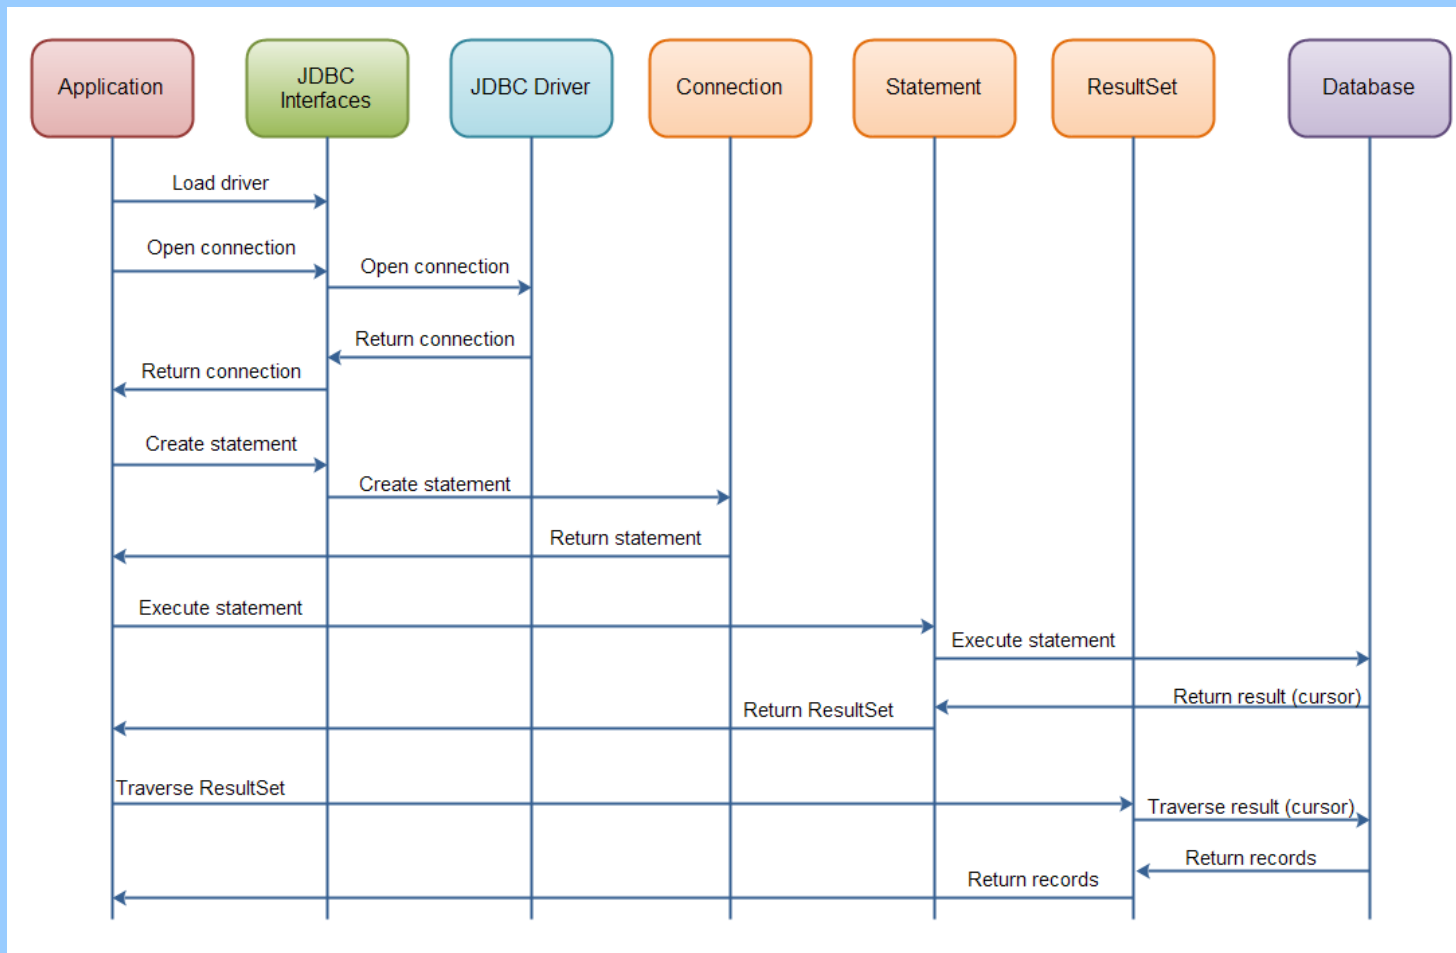 Application
JDBC
Interfaces
JDBC Driver
Connection
Statement
ResultSet
Database
Load driver
Open connection
Open connection
Return connection
Return connection
Create statement
Create statement
Return statement
Execute statement
Execute statement
Return result (cursor)
Return ResultSet
Traverse ResultSet
Traverse result (cursor)
Return records
Return records